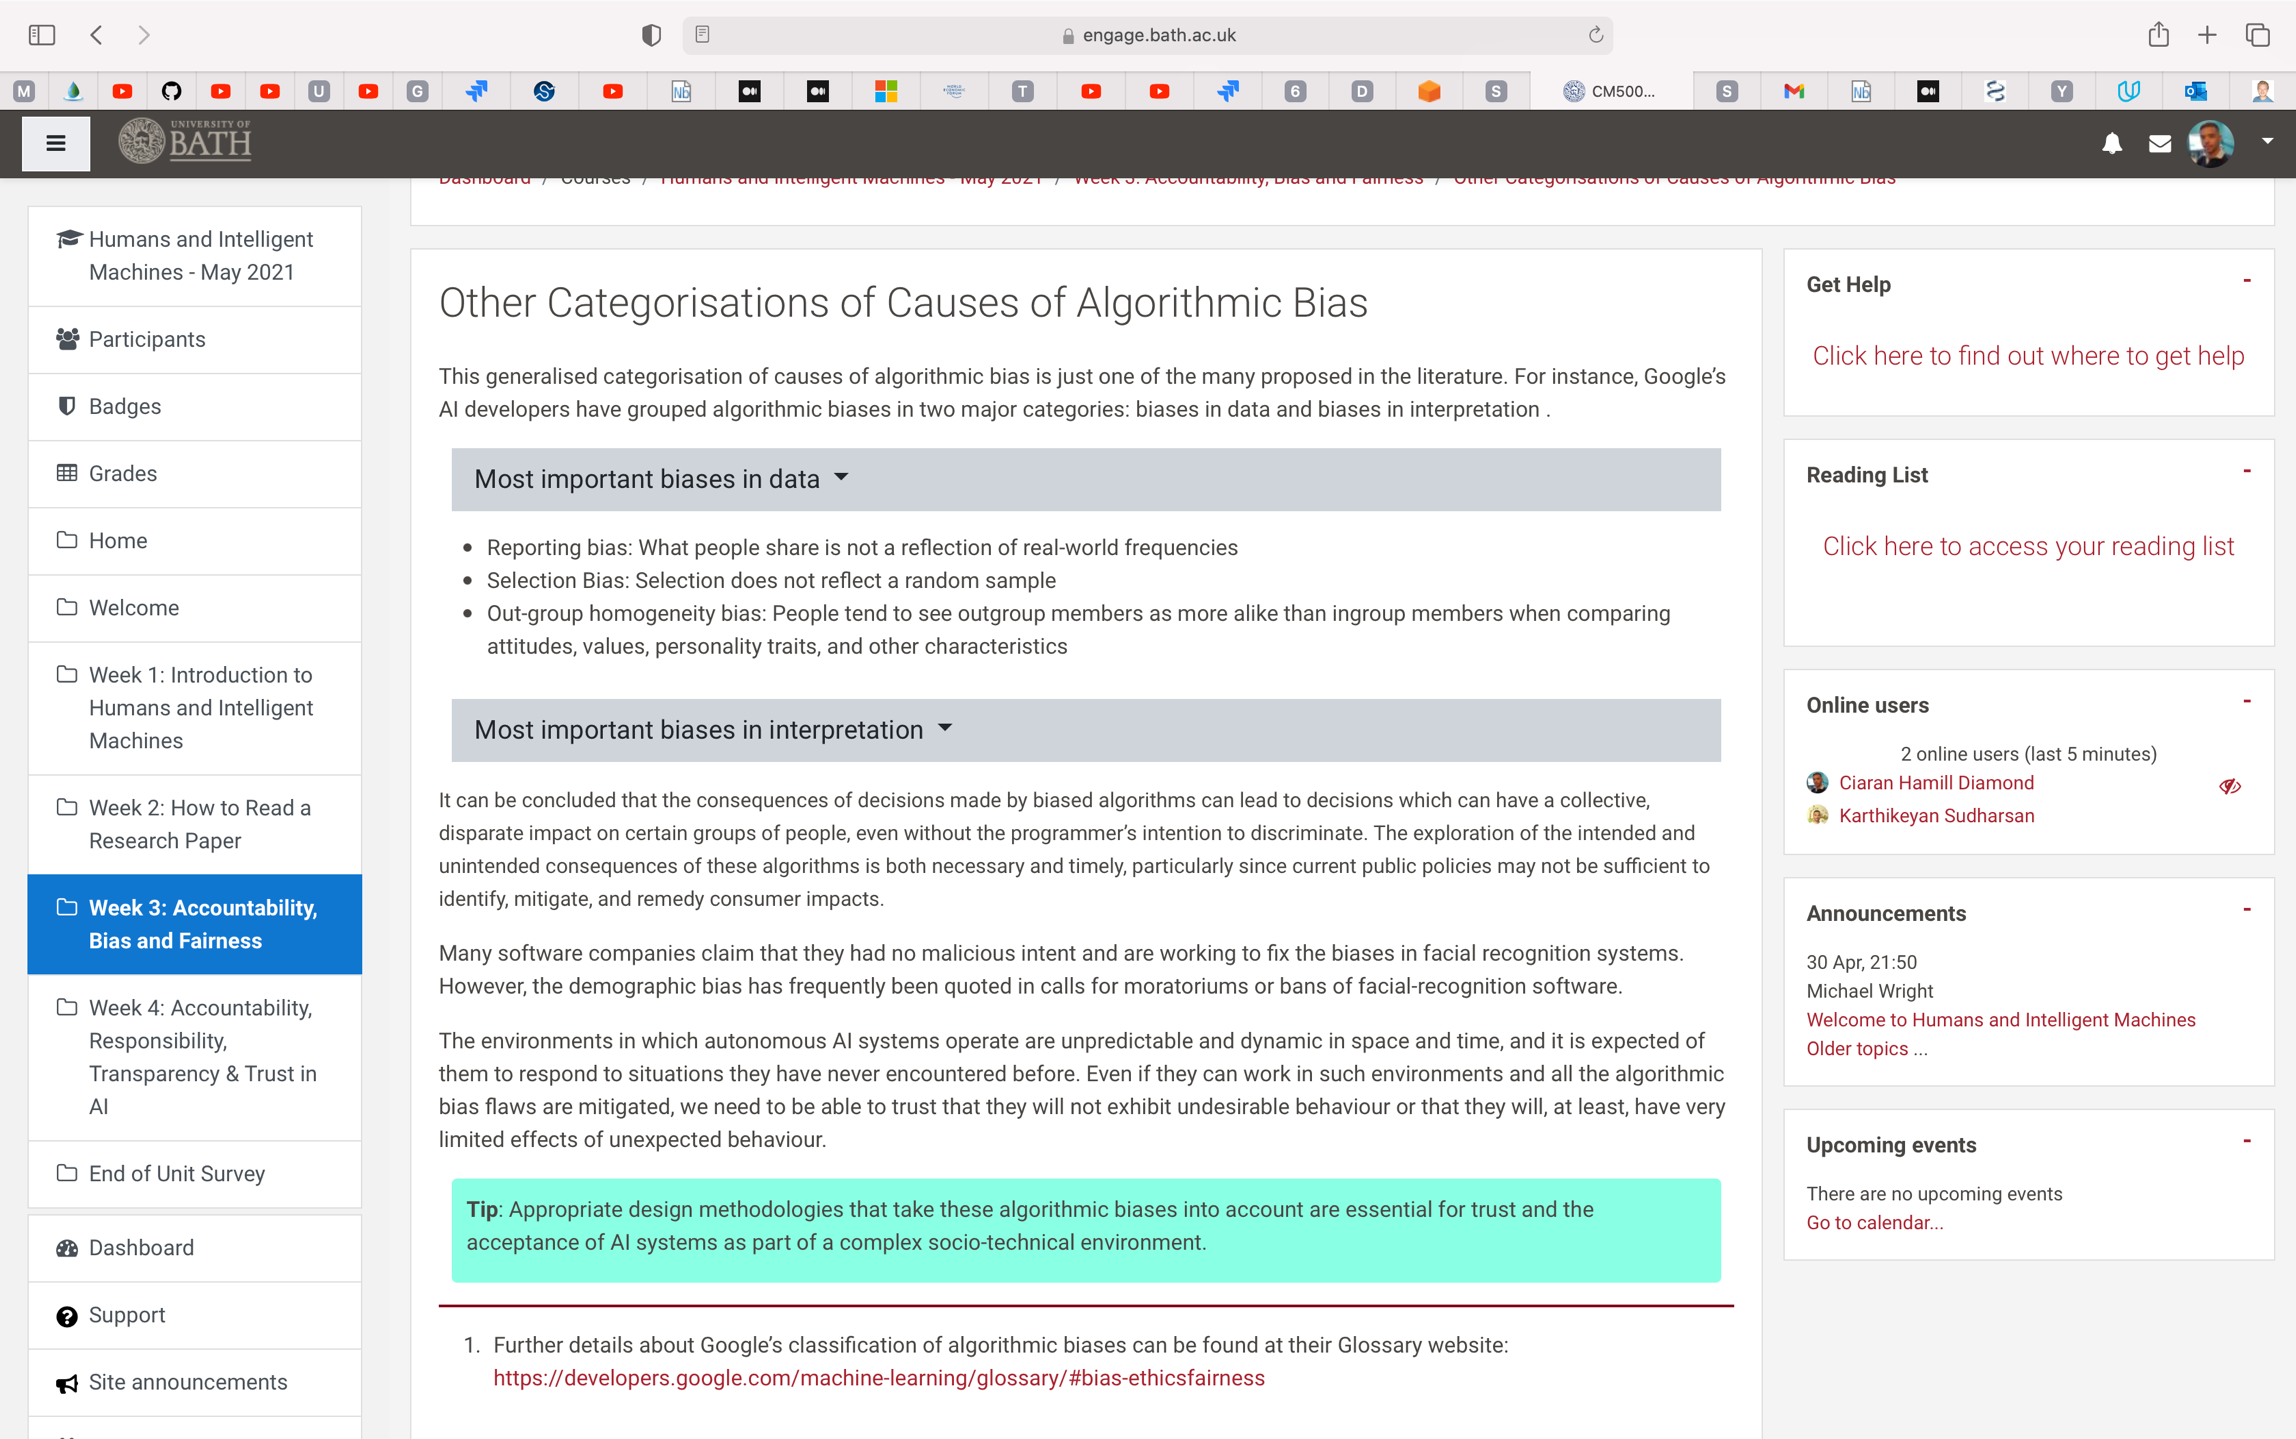 engage.bath.ac.uk
M
U
G
Nb
T
6
D
S
CM500...
S
Nb
Y
UNIVERSITY OF
BATH
Dashboard / Courses / Humans and Intelligent Machines - May 2021 / Week 3: Accountability, Bias and Fairness / Other Categorisations of Causes of Algorithmic Bias
Humans and Intelligent
Machines - May 2021
Participants
Badges
Grades
Home
Welcome
Week 1: Introduction to
Humans and Intelligent
Machines
Week 2: How to Read a
Research Paper
Week 3: Accountability,
Bias and Fairness
Week 4: Accountability,
Responsibility,
Transparency & Trust in
AI
End of Unit Survey
Dashboard
Support
Site announcements
Other Categorisations of Causes of Algorithmic Bias
This generalised categorisation of causes of algorithmic bias is just one of the many proposed in the literature. For instance, Google’s
AI developers have grouped algorithmic biases in two major categories: biases in data and biases in interpretation .
Most important biases in data
• Reporting bias: What people share is not a reflection of real-world frequencies
• Selection Bias: Selection does not reflect a random sample
• Out-group homogeneity bias: People tend to see outgroup members as more alike than ingroup members when comparing
attitudes, values, personality traits, and other characteristics
Most important biases in interpretation
It can be concluded that the consequences of decisions made by biased algorithms can lead to decisions which can have a collective,
disparate impact on certain groups of people, even without the programmer’s intention to discriminate. The exploration of the intended and
unintended consequences of these algorithms is both necessary and timely, particularly since current public policies may not be sufficient to
identify, mitigate, and remedy consumer impacts.
Many software companies claim that they had no malicious intent and are working to fix the biases in facial recognition systems.
However, the demographic bias has frequently been quoted in calls for moratoriums or bans of facial-recognition software.
The environments in which autonomous AI systems operate are unpredictable and dynamic in space and time, and it is expected of
them to respond to situations they have never encountered before. Even if they can work in such environments and all the algorithmic
bias flaws are mitigated, we need to be able to trust that they will not exhibit undesirable behaviour or that they will, at least, have very
limited effects of unexpected behaviour.
Tip: Appropriate design methodologies that take these algorithmic biases into account are essential for trust and the
acceptance of AI systems as part of a complex socio-technical environment.
1. Further details about Google’s classification of algorithmic biases can be found at their Glossary website:
https://developers.google.com/machine-learning/glossary/#bias-ethicsfairness
Get Help
-
Click here to find out where to get help
Reading List
-
Click here to access your reading list
Online users
-
2 online users (last 5 minutes)
Ciaran Hamill Diamond
Karthikeyan Sudharsan
Announcements
-
30 Apr, 21:50
Michael Wright
Welcome to Humans and Intelligent Machines
Older topics ...
Upcoming events
-
There are no upcoming events
Go to calendar...